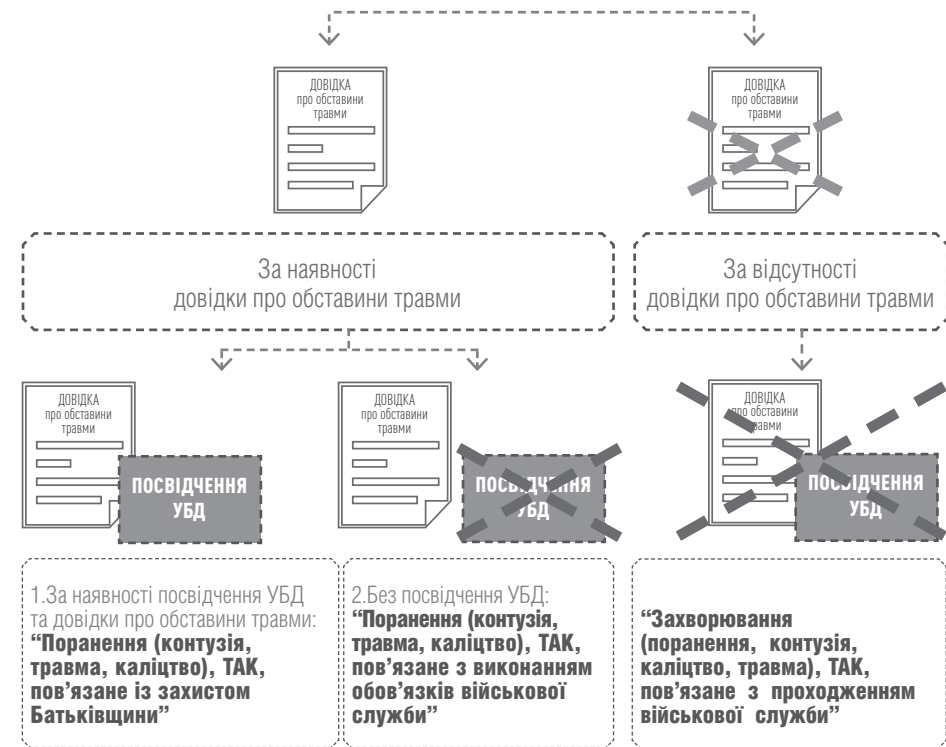 ДОВІДКА
про обставини
травми
ДОВІДКА
про обставини
травми
За наявності
довідки про обставини травми
За відсутності
довідки про обставини травми
ДОВІДКА
про обставини
травми
ПОСВІДЧЕННЯ
УБД
ДОВІДКА
про обставини
травми
ПОСВІДЧЕННЯ
УБД
ДОВІДКА
про обставини
травми
ПОСВІДЧЕННЯ
УБД
1.За наявності посвідчення УБД
та довідки про обставини травми:
“Поранення (контузія,
травма, каліцтво), ТАК,
пов’язане із захистом
Батьківщини”
2.Без посвідчення УБД:
“Поранення (контузія,
травма, каліцтво), ТАК,
пов’язане з виконанням
обов’язків військової
служби”
“Захворювання
(поранення, контузія,
каліцтво, травма), ТАК,
пов’язане з проходженням
військової служби”